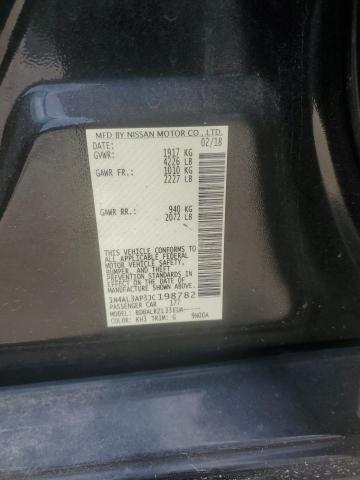 MFD BY NISSAN MOTOR CO., LTD.
DATE: 02/18
GVWR: 1917 KG
4226 LB
GAWR FR.: 1010 KG
2227 LB
GAWR RR.: 940 KG
2072 LB
THIS VEHICLE CONFORMS TO
ALL APPLICABLE FEDERAL
MOTOR VEHICLE SAFETY,
BUMPER, AND THEFT
PREVENTION STANDARDS IN
EFFECT ON THE DATE OF
MANUFACTURE SHOWN ABOVE.
1N4AL3AP3JC198782
PASSENGER CAR 177
MODEL:
COLOR: KH3 TRIM: G 9N00A